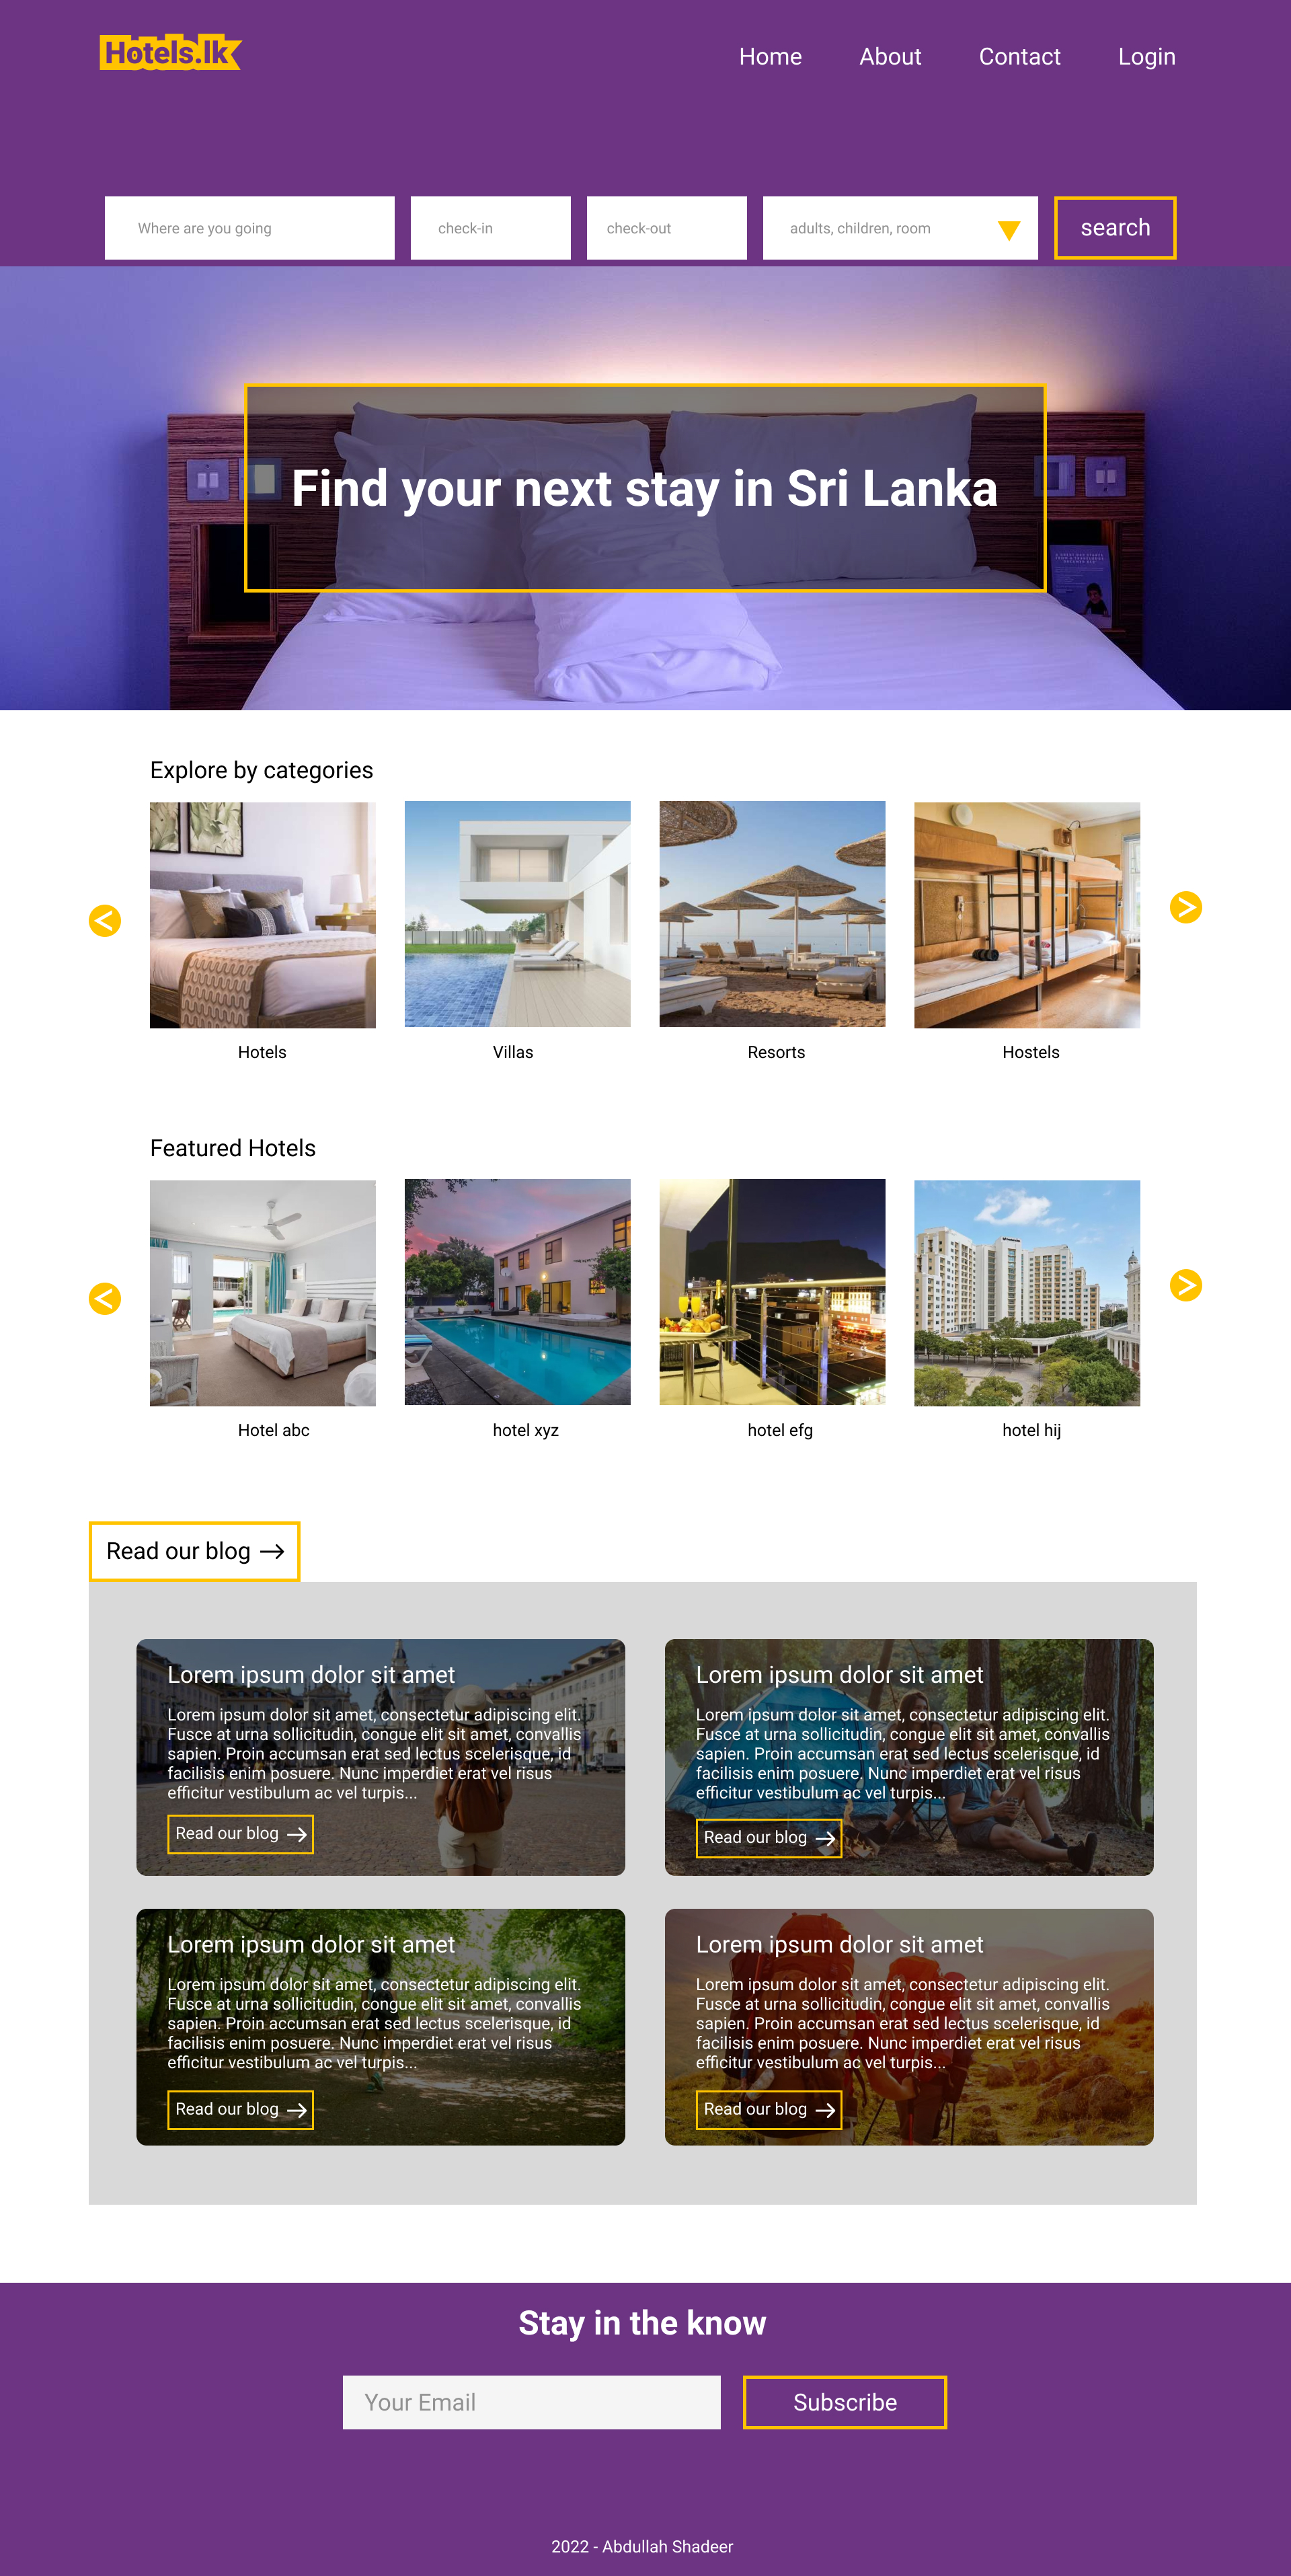 Hotels.lk
Home
About
Contact
Login
Where are you going
check-in
check-out
adults, children, room
search
Find your next stay in Sri Lanka
Explore by categories
Hotels
Villas
Resorts
Hostels
Featured Hotels
Hotel abc
hotel xyz
hotel efg
hotel hij
Read our blog
Lorem ipsum dolor sit amet
Lorem ipsum dolor sit amet, consectetur adipiscing elit.
Fusce at urna sollicitudin, congue elit sit amet, convallis
sapien. Proin accumsan erat sed lectus scelerisque, id
facilisis enim posuere. Nunc imperdiet erat vel risus
efficitur vestibulum ac vel turpis...
Read our blog
Lorem ipsum dolor sit amet
Lorem ipsum dolor sit amet, consectetur adipiscing elit.
Fusce at urna sollicitudin, congue elit sit amet, convallis
sapien. Proin accumsan erat sed lectus scelerisque, id
facilisis enim posuere. Nunc imperdiet erat vel risus
efficitur vestibulum ac vel turpis...
Read our blog
Lorem ipsum dolor sit amet
Lorem ipsum dolor sit amet, consectetur adipiscing elit.
Fusce at urna sollicitudin, congue elit sit amet, convallis
sapien. Proin accumsan erat sed lectus scelerisque, id
facilisis enim posuere. Nunc imperdiet erat vel risus
efficitur vestibulum ac vel turpis...
Read our blog
Lorem ipsum dolor sit amet
Lorem ipsum dolor sit amet, consectetur adipiscing elit.
Fusce at urna sollicitudin, congue elit sit amet, convallis
sapien. Proin accumsan erat sed lectus scelerisque, id
facilisis enim posuere. Nunc imperdiet erat vel risus
efficitur vestibulum ac vel turpis...
Read our blog
Stay in the know
Your Email
Subscribe
2022 - Abdullah Shadeer